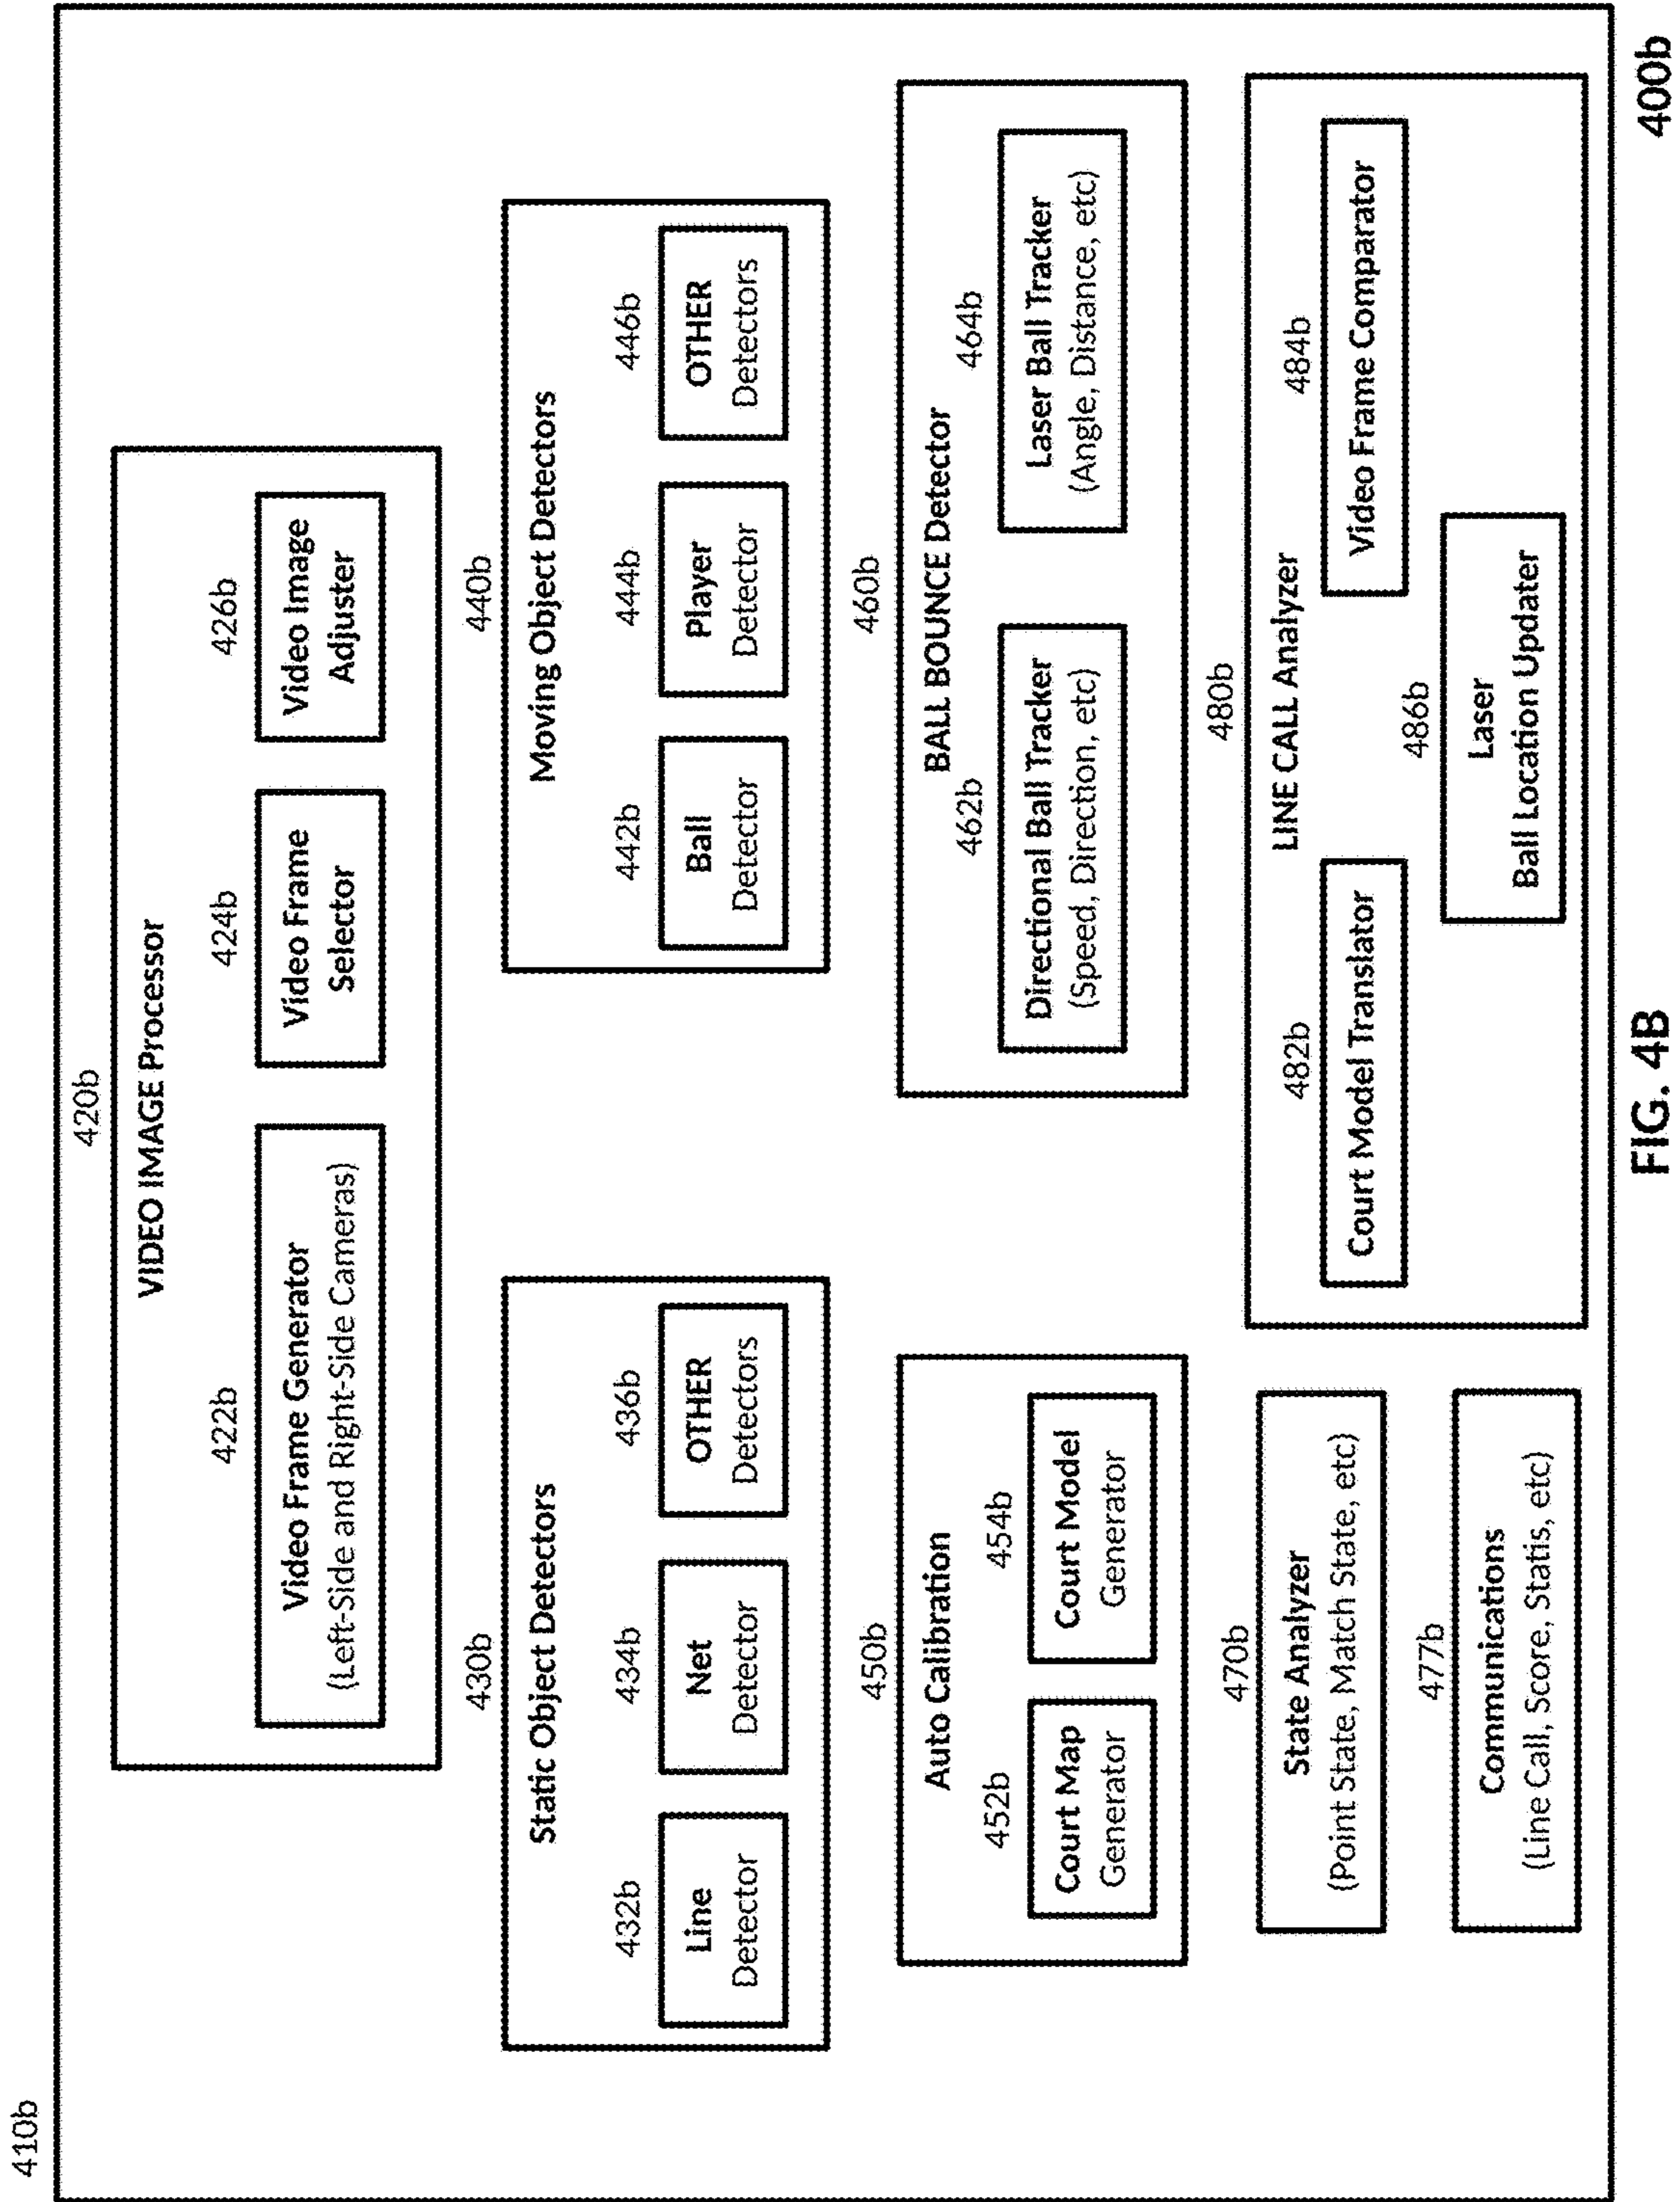 410b
420b
VIDEO IMAGE Processor
422b
424b
426b
Video Frame Generator
(Left-Side and Right-Side Cameras)
Video Frame
Selector
Video Image
Adjuster
430b
Static Object Detectors
432b
434b
436b
Line
Detector
Net
Detector
OTHER
Detectors
440b
Moving Object Detectors
442b
444b
446b
Ball
Detector
Player
Detector
OTHER
Detectors
450b
Auto Calibration
452b
454b
Court Map
Generator
Court Model
Generator
460b
BALL BOUNCE Detector
462b
464b
Directional Ball Tracker
(Speed, Direction, etc)
Laser Ball Tracker
(Angle, Distance, etc)
470b
State Analyzer
(Point State, Match State, etc)
477b
Communications
(Line Call, Score, Statis, etc)
480b
LINE CALL Analyzer
482b
484b
Court Model Translator
Video Frame Comparator
486b
Laser
Ball Location Updater
FIG. 4B
400b